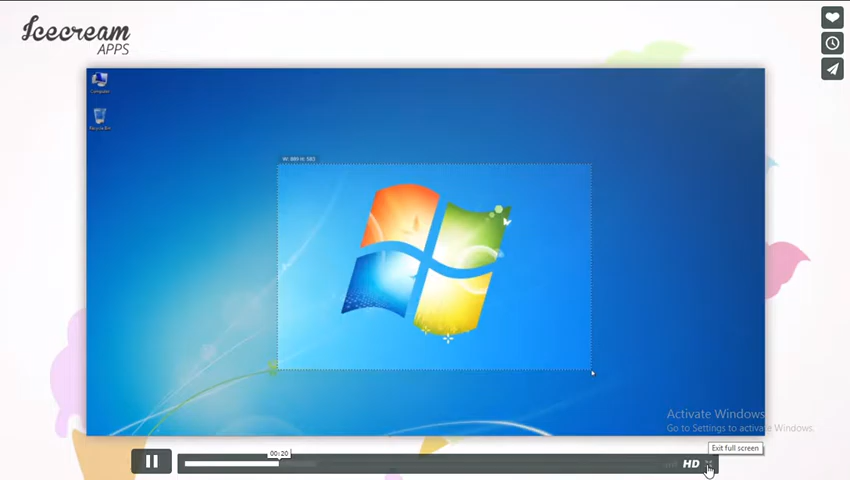 Icecream
APPS
Computer
Recycle Bin
Activate Windows
Go to Settings to activate Windows.
Exit full screen
00:20
HD